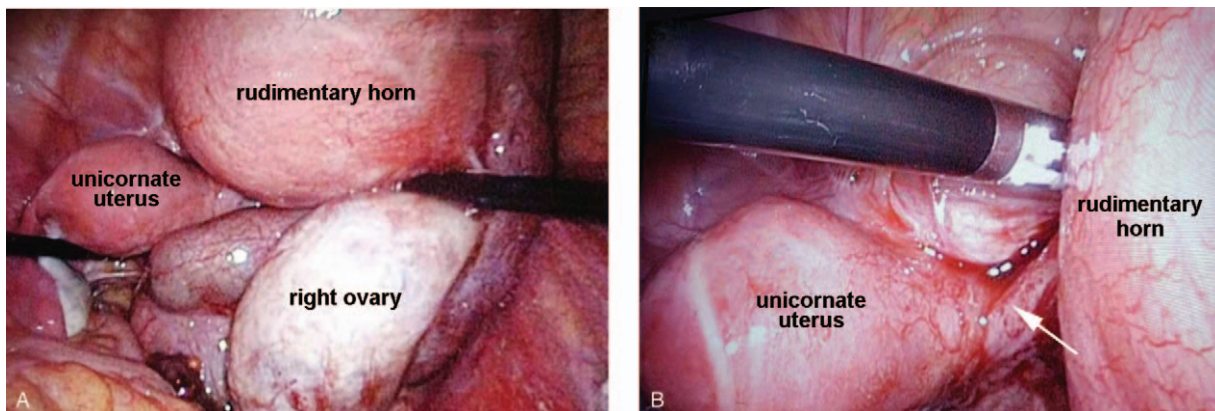 rudimentary horn
unicornate
uterus
right ovary
A
rudimentary
horn
unicornate
uterus
B